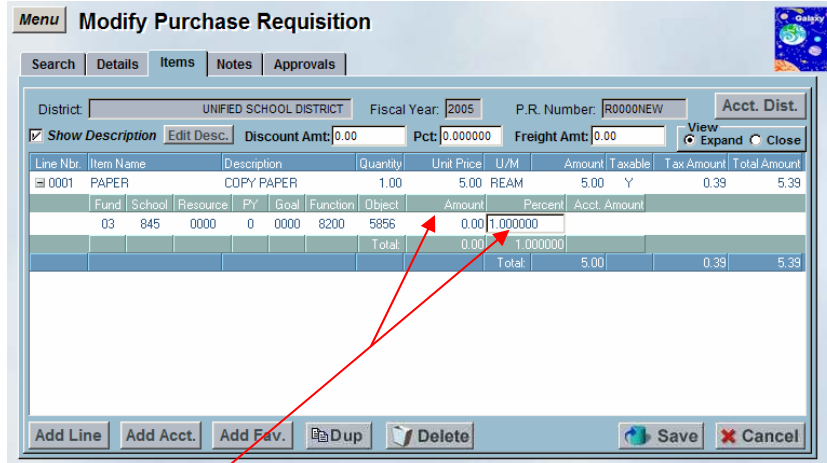 Menu Modify Purchase Requisition
Galaxy
Search Details Items Notes Approvals
District: UNIFIED SCHOOL DISTRICT Fiscal Year: 2005 P.R. Number: R0000NEW Acct. Dist.
Show Description Edit Desc. Discount Amt: 0.00 Pct: 0.000000 Freight Amt: 0.00 View Expand Close
Line Nbr. Item Name Description Quantity Unit Price U/M Amount Taxable Tax Amount Total Amount
0001 PAPER COPY PAPER 1.00 5.00 REAM 5.00 Y 0.39 5.39
Fund School Resource PY Goal Function Object Amount Percent Acct. Amount
03 845 0000 0 0000 8200 5856 0.00 1.000000
Total: 0.00 1.000000
Total: 5.00 0.39 5.39
Add Line Add Acct. Add Fav. Dup Delete Save Cancel